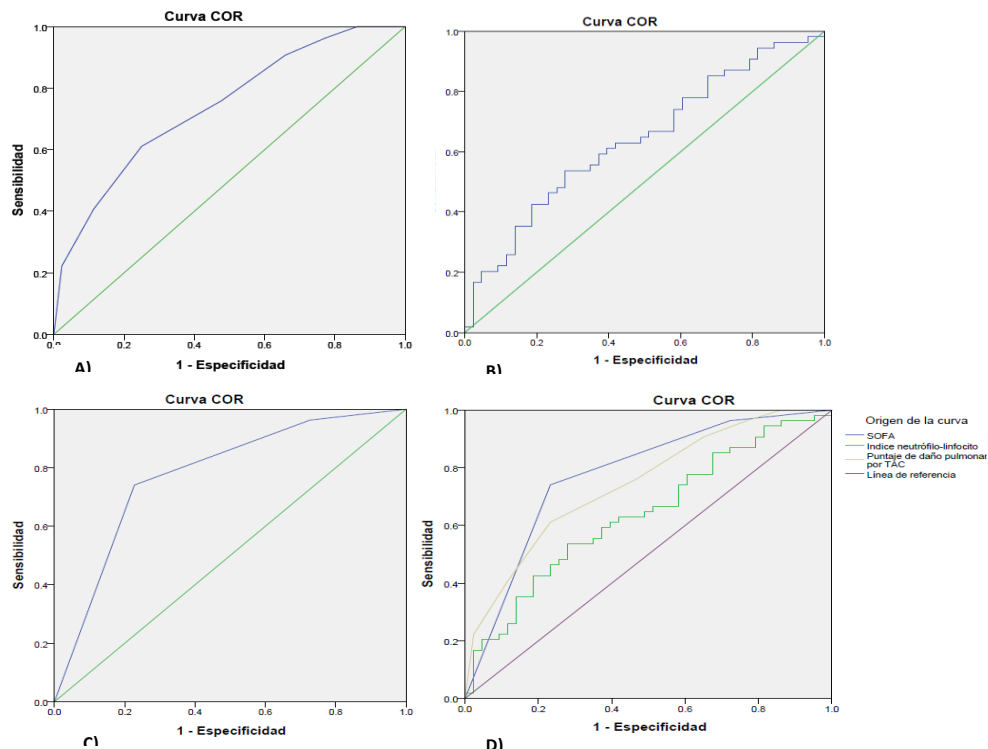 Curva COR
1.0
0.8
0.6
0.4
0.2
0.0
Sensibilidad
0.2
0.4
0.6
0.8
1.0
1 - Especificidad
A)
Curva COR
1.0
0.8
0.6
0.4
0.2
0.0
0.0
0.2
0.4
0.6
0.8
1.0
1 - Especificidad
B)
Curva COR
1.0
0.8
0.6
0.4
0.2
0.0
Sensibilidad
0.0
0.2
0.4
0.6
0.8
1.0
1 - Especificidad
C)
Curva COR
1.0
0.8
0.6
0.4
0.2
0.0
Sensibilidad
0.0
0.2
0.4
0.6
0.8
1.0
1 - Especificidad
D)
Origen de la curva
SOFA
Indice neutrófilo-linfocito
Puntaje de daño pulmonar
por TAC
Línea de referencia